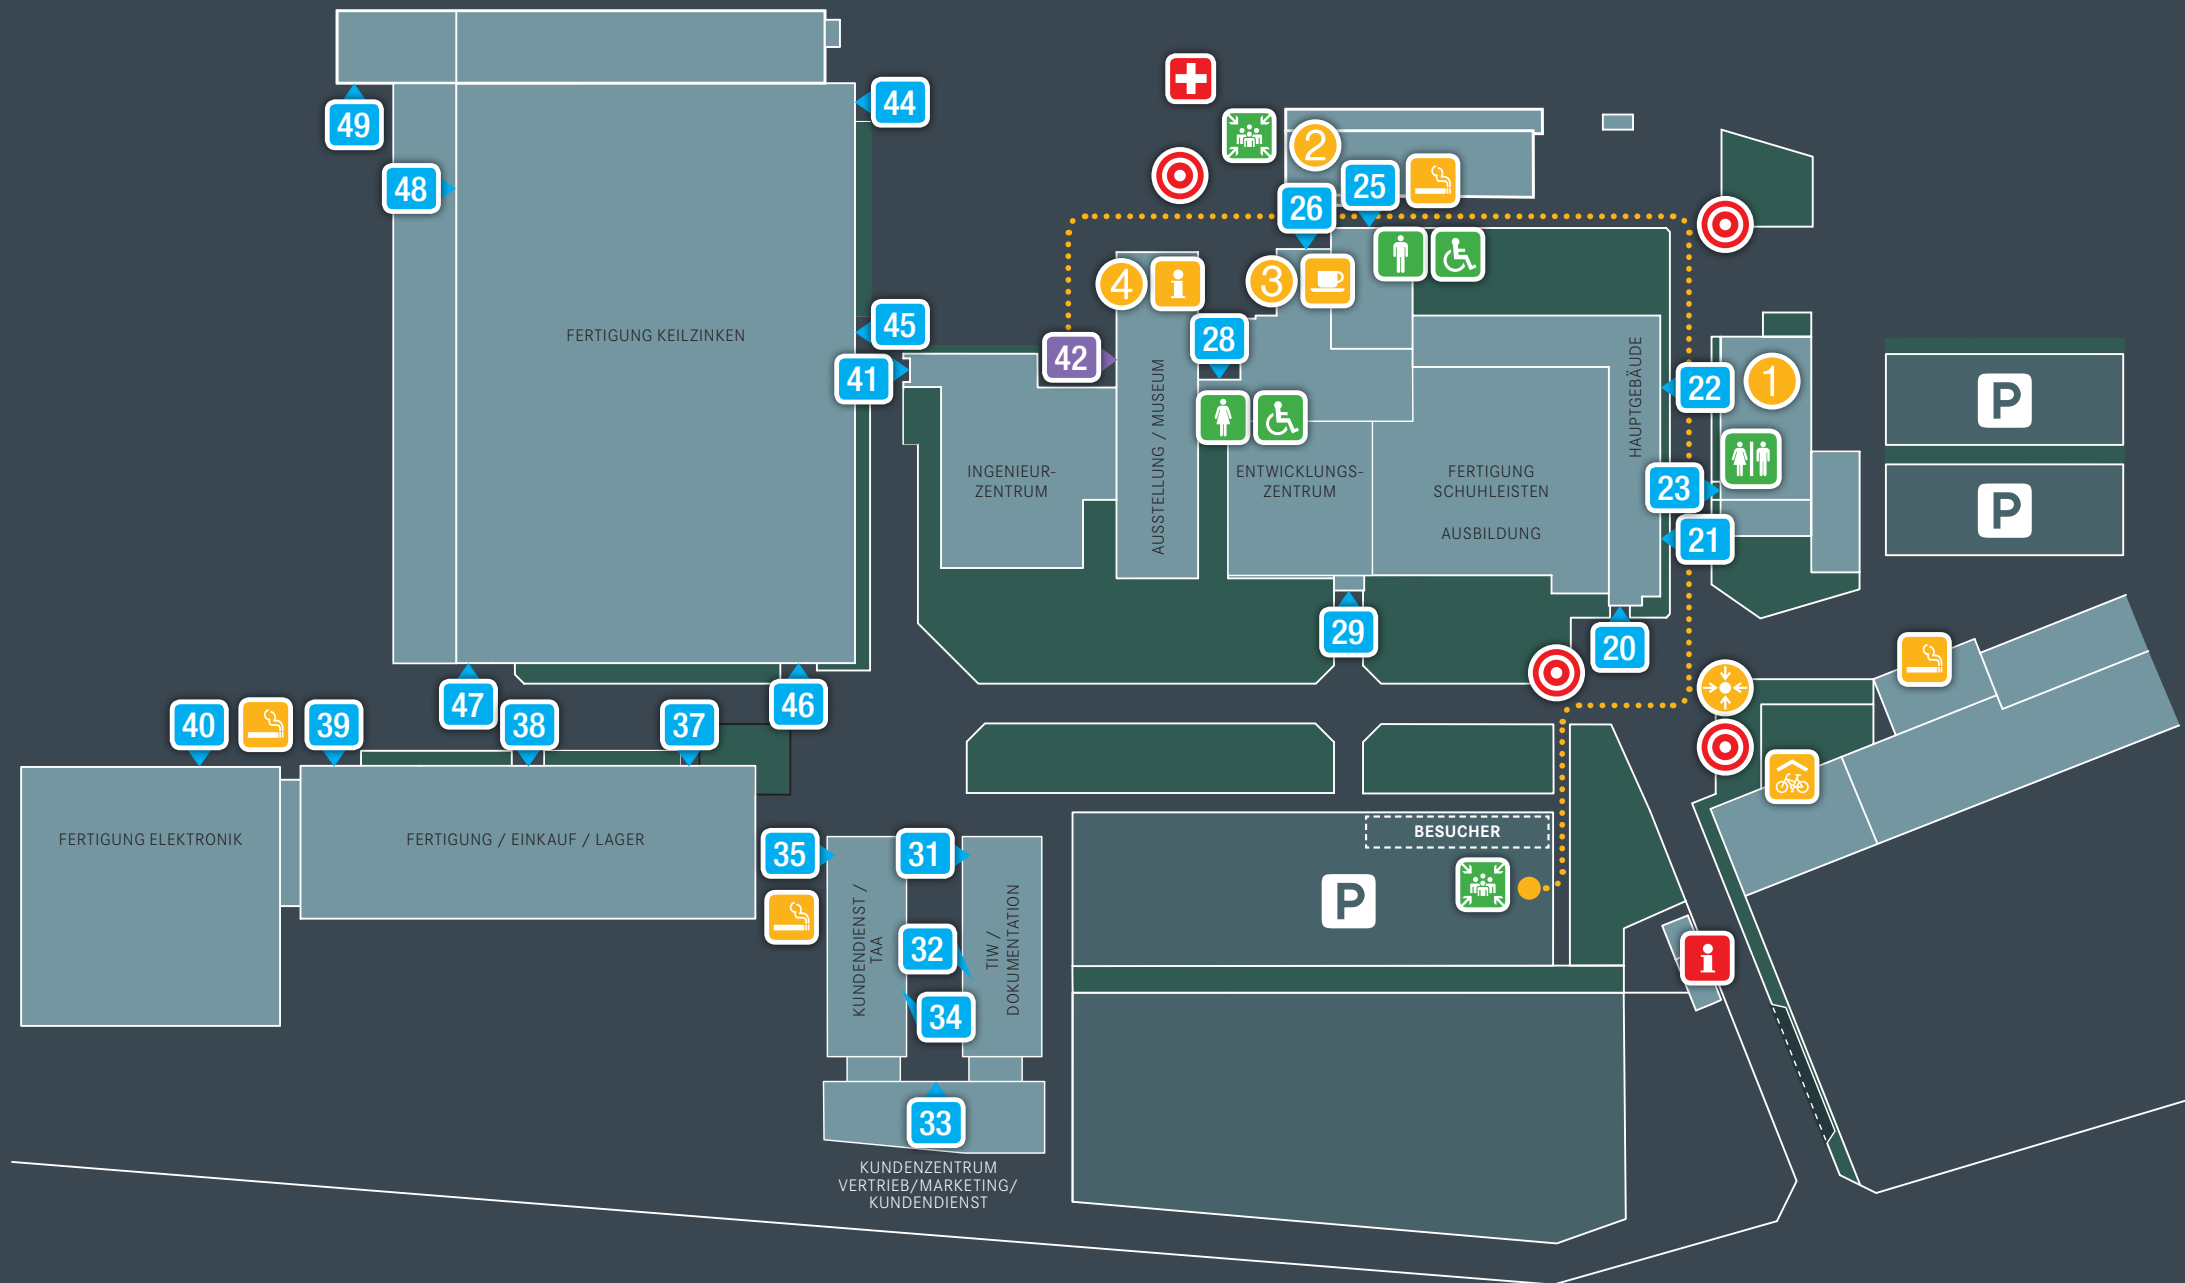 44
49
2
25
48
26
4
i
3
45
FERTIGUNG KEILZINKEN
28
42
41
22
1
P
HAUPTGEBÄUDE
AUSSTELLUNG / MUSEUM
INGENIEUR-
ZENTRUM
ENTWICKLUNGS-
ZENTRUM
FERTIGUNG
SCHUHLEISTEN
AUSBILDUNG
23
P
21
29
20
47
46
40
39
38
37
FERTIGUNG ELEKTRONIK
FERTIGUNG / EINKAUF / LAGER
35
31
BESUCHER
P
KUNDENDIENST /
TAA
TIW /
DOKUMENTATION
32
i
34
33
KUNDENZENTRUM
VERTRIEB/MARKETING/
KUNDENDIENST